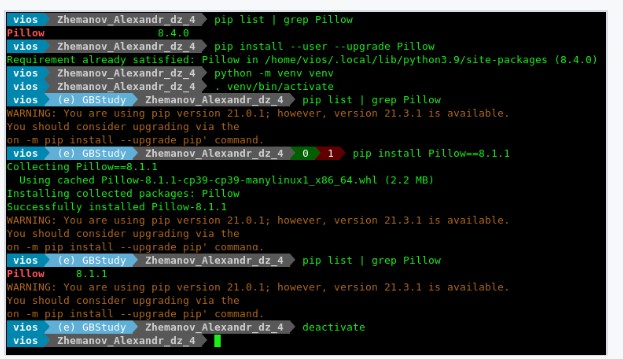 vios Zhemanov_Alexandr_dz_4 pip list | grep Pillow
Pillow 8.4.0
vios Zhemanov_Alexandr_dz_4 pip install --user --upgrade Pillow
Requirement already satisfied: Pillow in /home/vios/.local/lib/python3.9/site-packages (8.4.0)
vios Zhemanov_Alexandr_dz_4 python -m venv venv
vios Zhemanov_Alexandr_dz_4 . venv/bin/activate
vios (e) GBStudy Zhemanov_Alexandr_dz_4 pip list | grep Pillow
WARNING: You are using pip version 21.0.1; however, version 21.3.1 is available.
You should consider upgrading via the
on -m pip install --upgrade pip' command.
vios (e) GBStudy Zhemanov_Alexandr_dz_4 0 1 pip install Pillow==8.1.1
Collecting Pillow==8.1.1
Using cached Pillow-8.1.1-cp39-cp39-manylinux1_x86_64.whl (2.2 MB)
Installing collected packages: Pillow
Successfully installed Pillow-8.1.1
WARNING: You are using pip version 21.0.1; however, version 21.3.1 is available.
You should consider upgrading via the
on -m pip install --upgrade pip' command.
vios (e) GBStudy Zhemanov_Alexandr_dz_4 pip list | grep Pillow
Pillow 8.1.1
WARNING: You are using pip version 21.0.1; however, version 21.3.1 is available.
You should consider upgrading via the
on -m pip install --upgrade pip' command.
vios (e) GBStudy Zhemanov_Alexandr_dz_4 deactivate
vios Zhemanov_Alexandr_dz_4